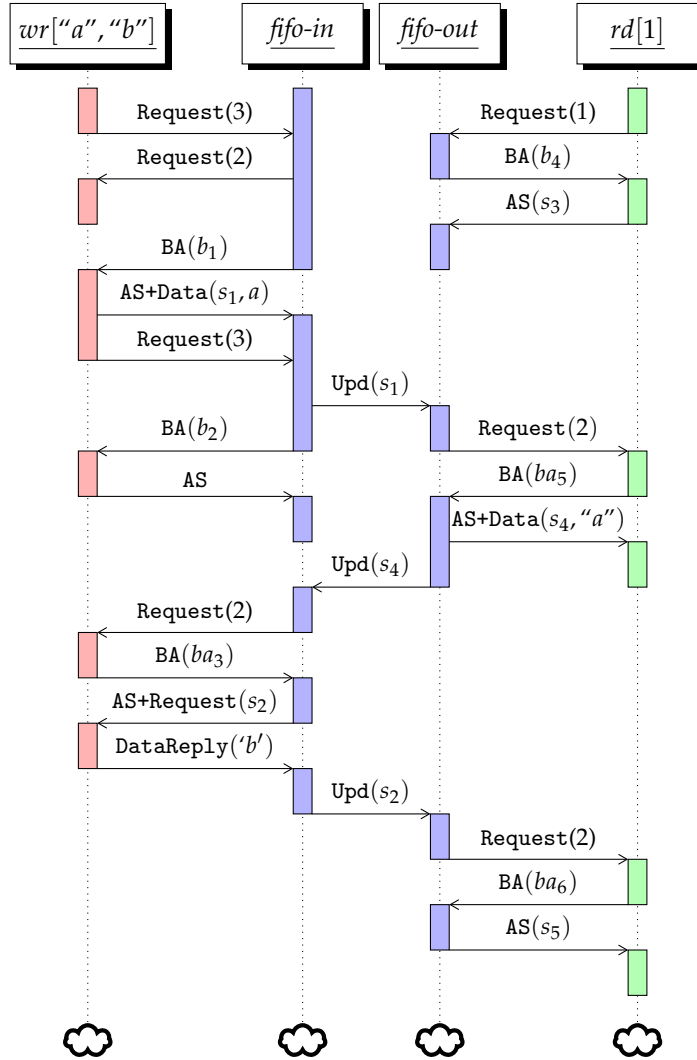 wr[“a”, “b”] fifo-in fifo-out rd[1]
Request(3) Request(1)
Request(2) BA(b₄)
AS(s₃)
BA(b₁)
AS+Data(s₁, a)
Request(3)
Upd(s₁)
BA(b₂) Request(2)
AS BA(ba₅)
AS+Data(s₄, “a”)
Upd(s₄)
Request(2)
BA(ba₃)
AS+Request(s₂)
DataReply(‘b′)
Upd(s₂)
Request(2)
BA(ba₆)
AS(s₅)